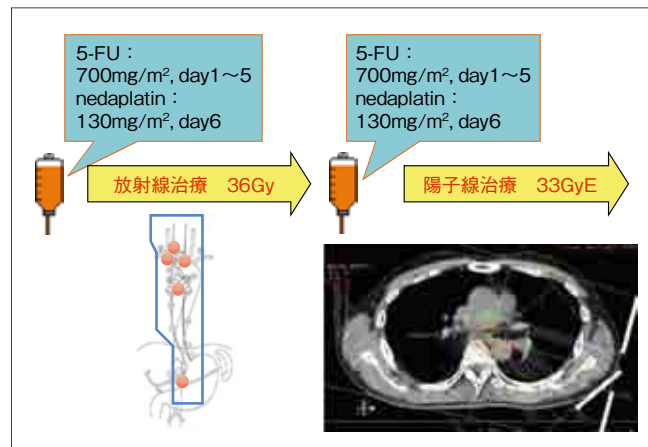 5-FU：
700mg/m², day1～5
nedaplatin：
130mg/m², day6
5-FU：
700mg/m², day1～5
nedaplatin：
130mg/m², day6
放射線治療　36Gy
陽子線治療　33GyE